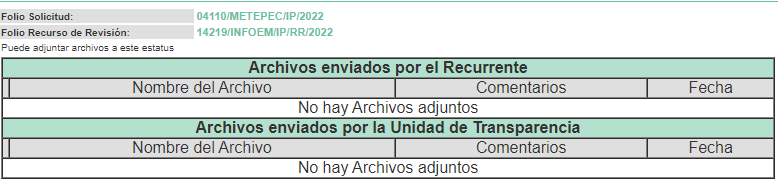 Folio Solicitud: 04110/METEPEC/IP/2022
Folio Recurso de Revisión: 14219/INFOEM/IP/RR/2022
Puede adjuntar archivos a este estatus
Archivos enviados por el Recurrente
Nombre del Archivo Comentarios Fecha
No hay Archivos adjuntos
Archivos enviados por la Unidad de Transparencia
Nombre del Archivo Comentarios Fecha
No hay Archivos adjuntos